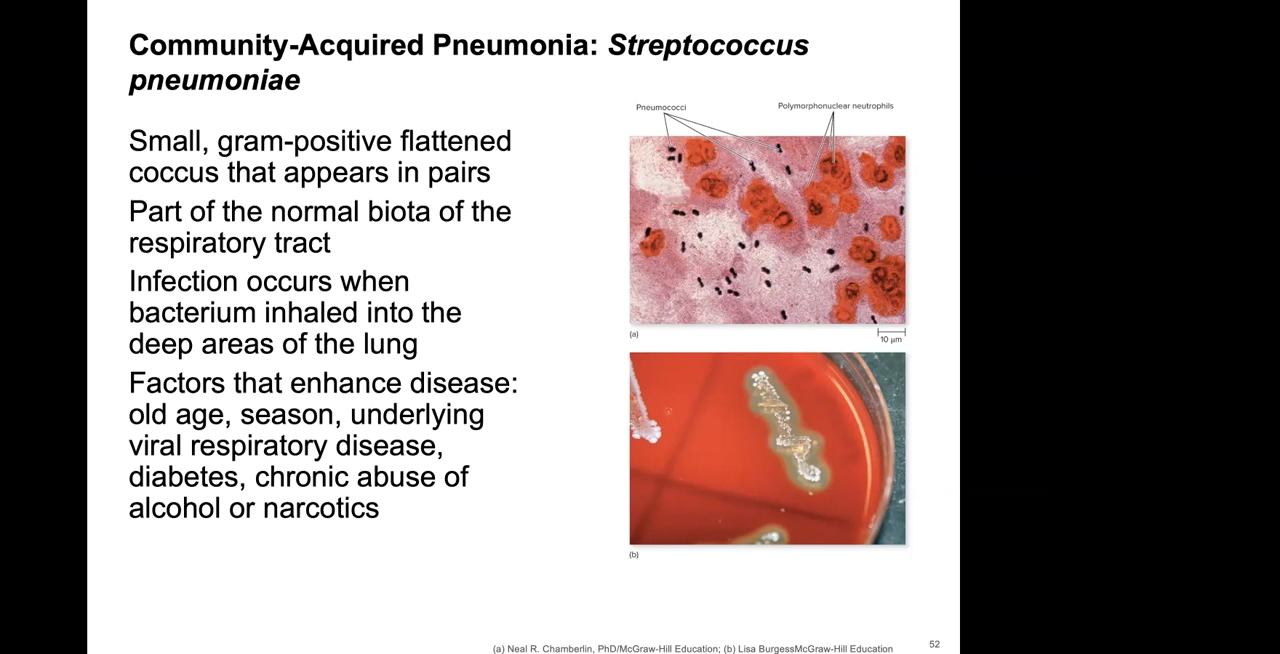 Community-Acquired Pneumonia: Streptococcus
pneumoniae
Small, gram-positive flattened
coccus that appears in pairs
Part of the normal biota of the
respiratory tract
Infection occurs when
bacterium inhaled into the
deep areas of the lung
Factors that enhance disease:
old age, season, underlying
viral respiratory disease,
diabetes, chronic abuse of
alcohol or narcotics
Pneumococci
Polymorphonuclear neutrophils
(a)
10 µm
(b)
(a) Neal R. Chamberlin, PhD/McGraw-Hill Education; (b) Lisa BurgessMcGraw-Hill Education
52